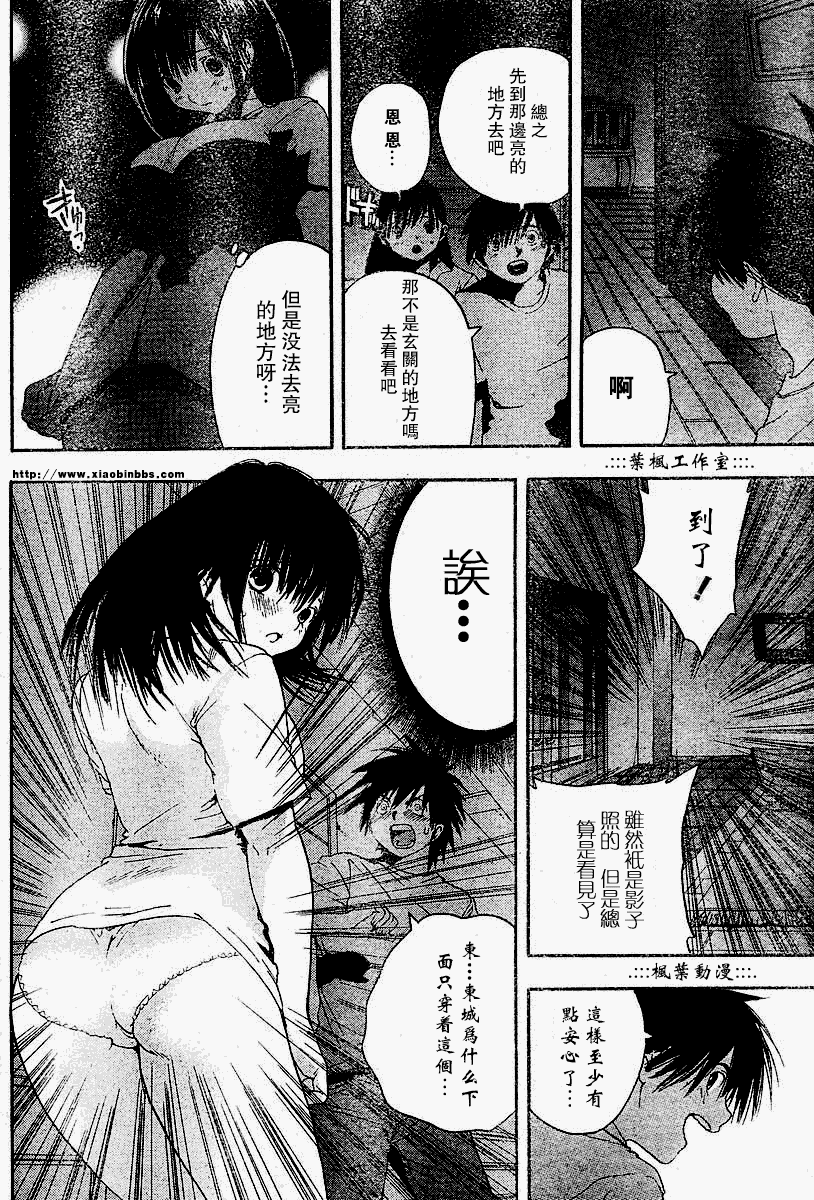 啊
總之
先到那邊亮的
地方去吧
恩恩…
那不是玄關的地方嗎
去看看吧
但是没法去亮
的地方呀…
http://www.xiaobinbbs.com
.:::葉楓工作室:::.
到了！
雖然衹是影子
照的 但是總
算是看見了
.:::楓葉動漫:::.
這樣至少有
點安心了…
誒…
東…東城爲什么下
面只穿着這個…